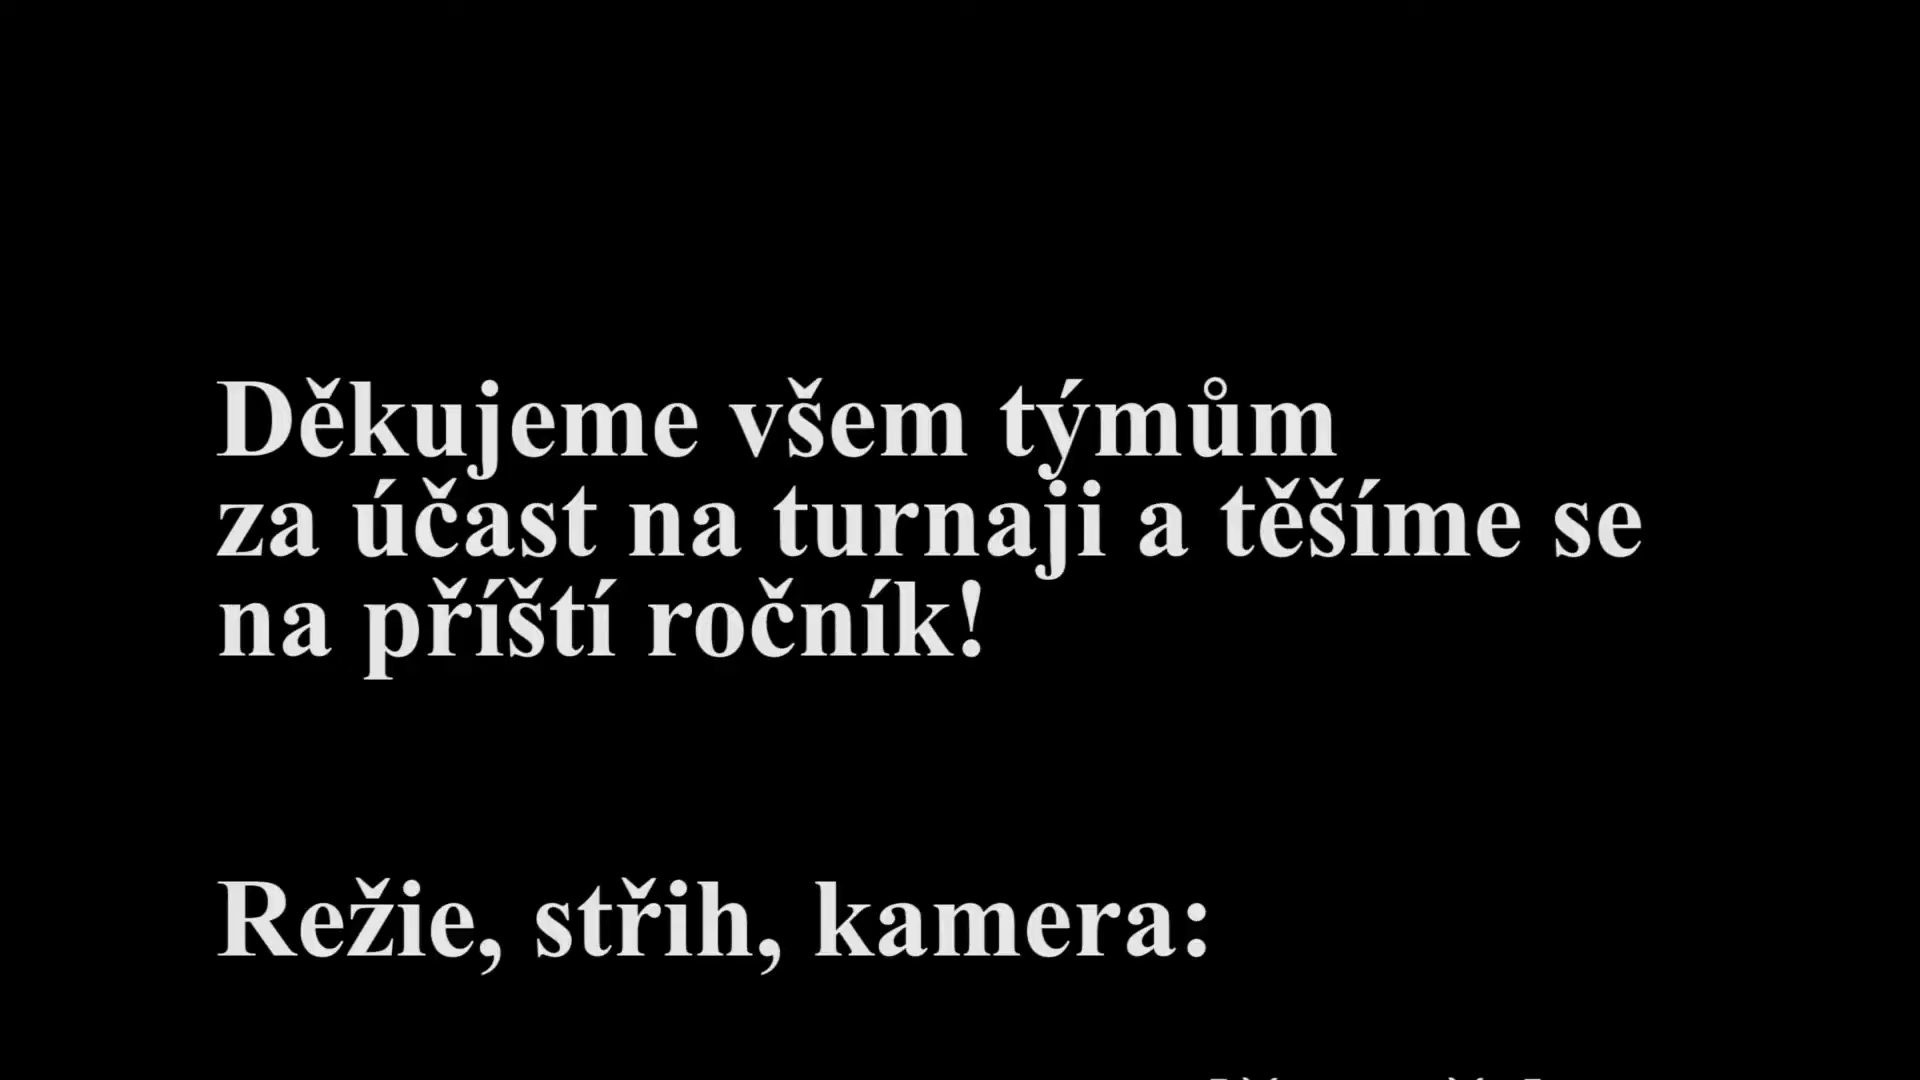 Děkujeme všem týmům
za účast na turnaji a těšíme se
na příští ročník!
Režie, střih, kamera: